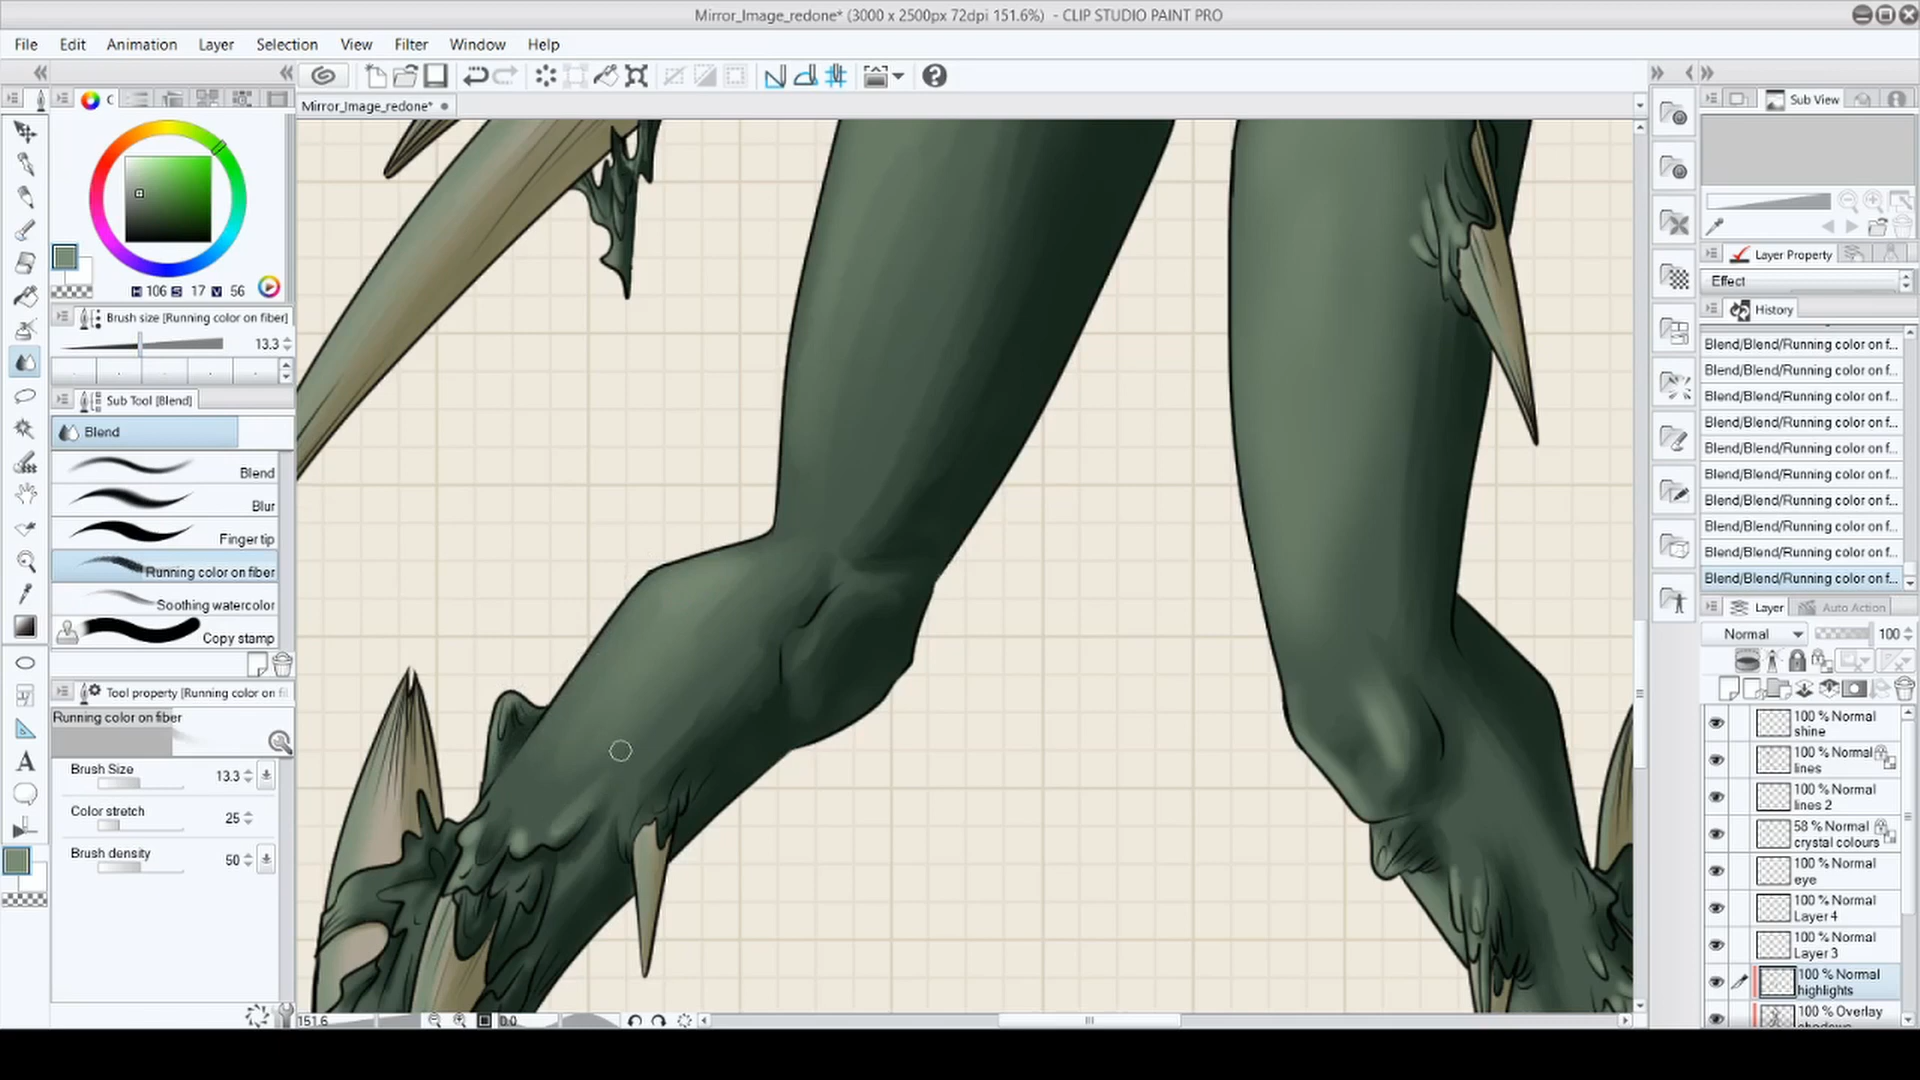 Mirror_Image_redone* (3000 x 2500px 72dpi 151.6%) - CLIP STUDIO PAINT PRO
File Edit Animation Layer Selection View Filter Window Help
Mirror_Image_redone*
C
H 106 S 17 V 56
Brush size [Running color on fiber]
13.3
Sub Tool [Blend]
Blend
Blend
Blur
Finger tip
Running color on fiber
Soothing watercolor
Copy stamp
Tool property [Running color on fi
Running color on fiber
Brush Size 13.3
Color stretch 25
Brush density 50
151.6
0.0
Sub View
Layer Property
Effect
History
Blend/Blend/Running color on f...
Blend/Blend/Running color on f...
Blend/Blend/Running color on f...
Blend/Blend/Running color on f...
Blend/Blend/Running color on f...
Blend/Blend/Running color on f...
Blend/Blend/Running color on f...
Blend/Blend/Running color on f...
Blend/Blend/Running color on f...
Blend/Blend/Running color on f...
Layer Auto Action
Normal 100
100 % Normal
shine
100 % Normal
lines
100 % Normal
lines 2
58 % Normal
crystal colours
100 % Normal
eye
100 % Normal
Layer 4
100 % Normal
Layer 3
100 % Normal
highlights
100 % Overlay